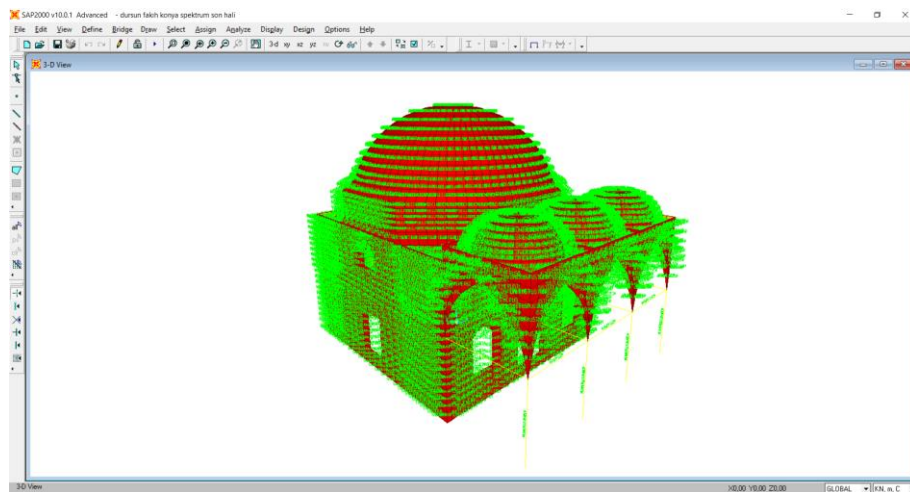 SAP2000 v10.0.1 Advanced - dursun fakıh konya spektrum son hali
File Edit View Define Bridge Draw Select Assign Analyze Display Design Options Help
3-d xy xz yz
3-D View
3-D View
X0,00 Y0,00 Z0,00
GLOBAL
KN, m, C